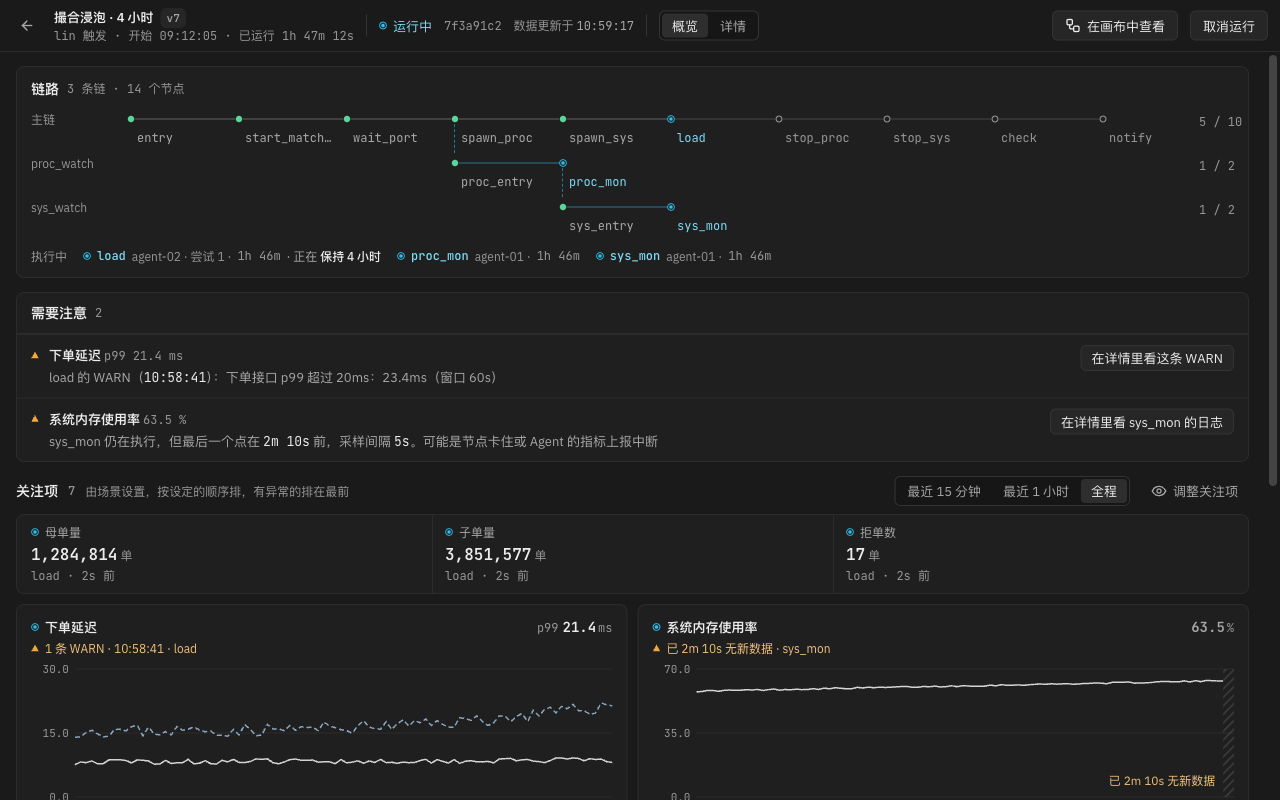 撮合浸泡 · 4 小时 v7
lin 触发 · 开始 09:12:05 · 已运行 1h 47m 12s
运行中 7f3a91c2 数据更新于 10:59:17
概览 详情
在画布中查看 取消运行
链路 3 条链 · 14 个节点
主链 5 / 10
entry start_match… wait_port spawn_proc spawn_sys load stop_proc stop_sys check notify
proc_watch 1 / 2
proc_entry proc_mon
sys_watch 1 / 2
sys_entry sys_mon
执行中 load agent-02 · 尝试 1 · 1h 46m · 正在 保持 4 小时 proc_mon agent-01 · 1h 46m sys_mon agent-01 · 1h 46m
需要注意 2
下单延迟 p99 21.4 ms
load 的 WARN（10:58:41）：下单接口 p99 超过 20ms：23.4ms（窗口 60s）
在详情里看这条 WARN
系统内存使用率 63.5 %
sys_mon 仍在执行，但最后一个点在 2m 10s 前，采样间隔 5s。可能是节点卡住或 Agent 的指标上报中断
在详情里看 sys_mon 的日志
关注项 7 由场景设置，按设定的顺序排，有异常的排在最前
最近 15 分钟 最近 1 小时 全程 调整关注项
母单量
1,284,814 单
load · 2s 前
子单量
3,851,577 单
load · 2s 前
拒单数
17 单
load · 2s 前
下单延迟 p99 21.4 ms
1 条 WARN · 10:58:41 · load
30.0
15.0
0.0
系统内存使用率 63.5 %
已 2m 10s 无新数据 · sys_mon
70.0
35.0
已 2m 10s 无新数据
0.0